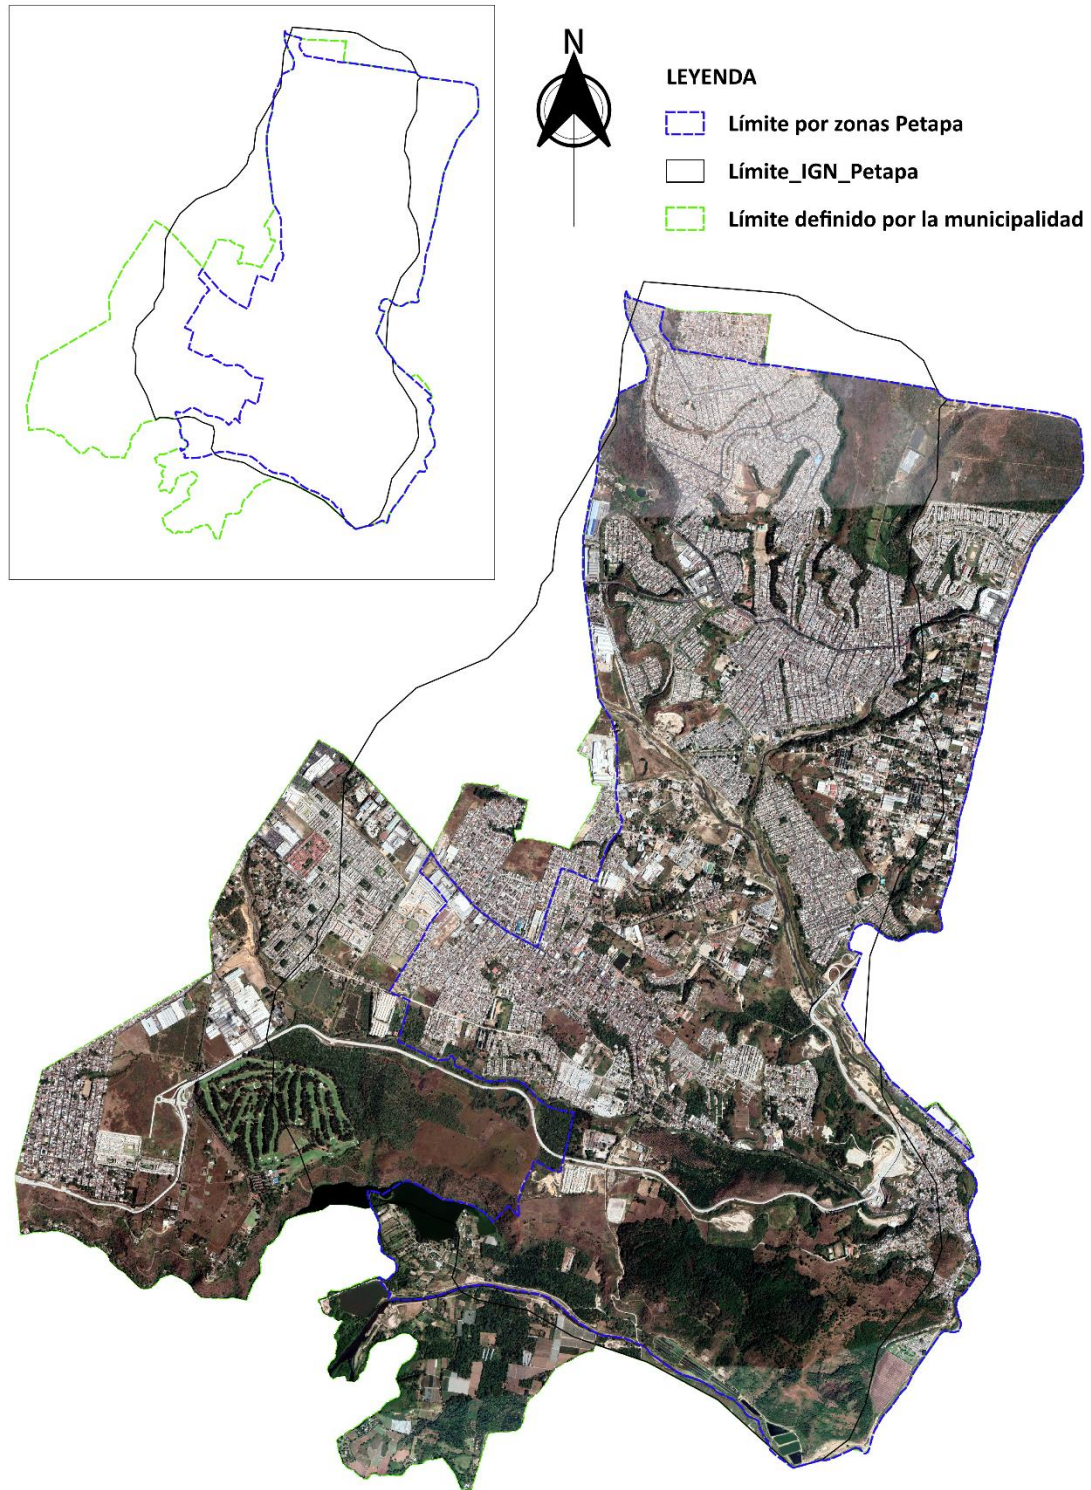 N
LEYENDA
Límite por zonas Petapa
Límite_IGN_Petapa
Límite definido por la municipalidad